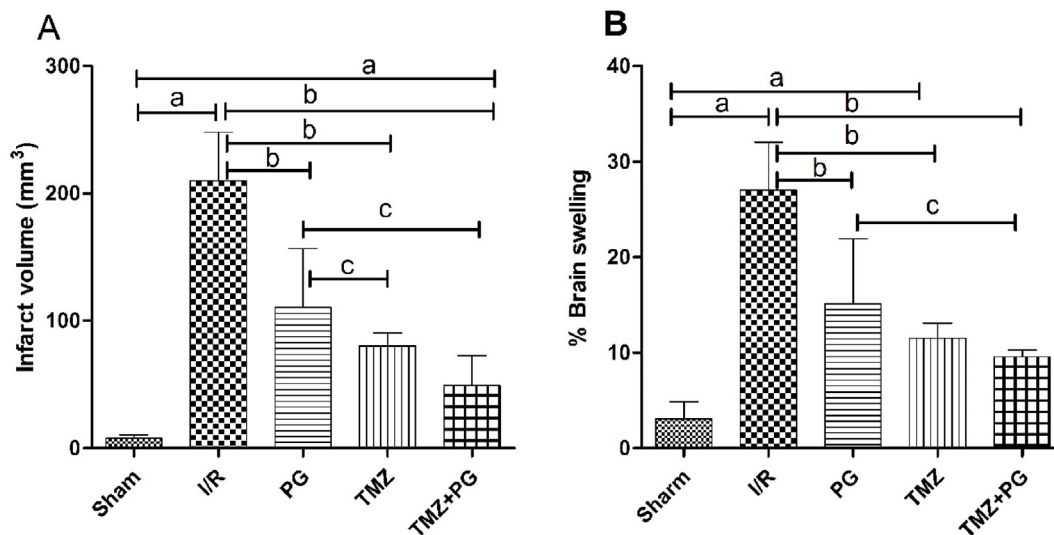 A
Infarct volume (mm³)
300
200
100
0
a
a
b
b
b
c
c
Sham
I/R
PG
TMZ
TMZ+PG
B
% Brain swelling
40
30
20
10
0
a
a
b
b
b
c
Sharm
I/R
PG
TMZ
TMZ+PG